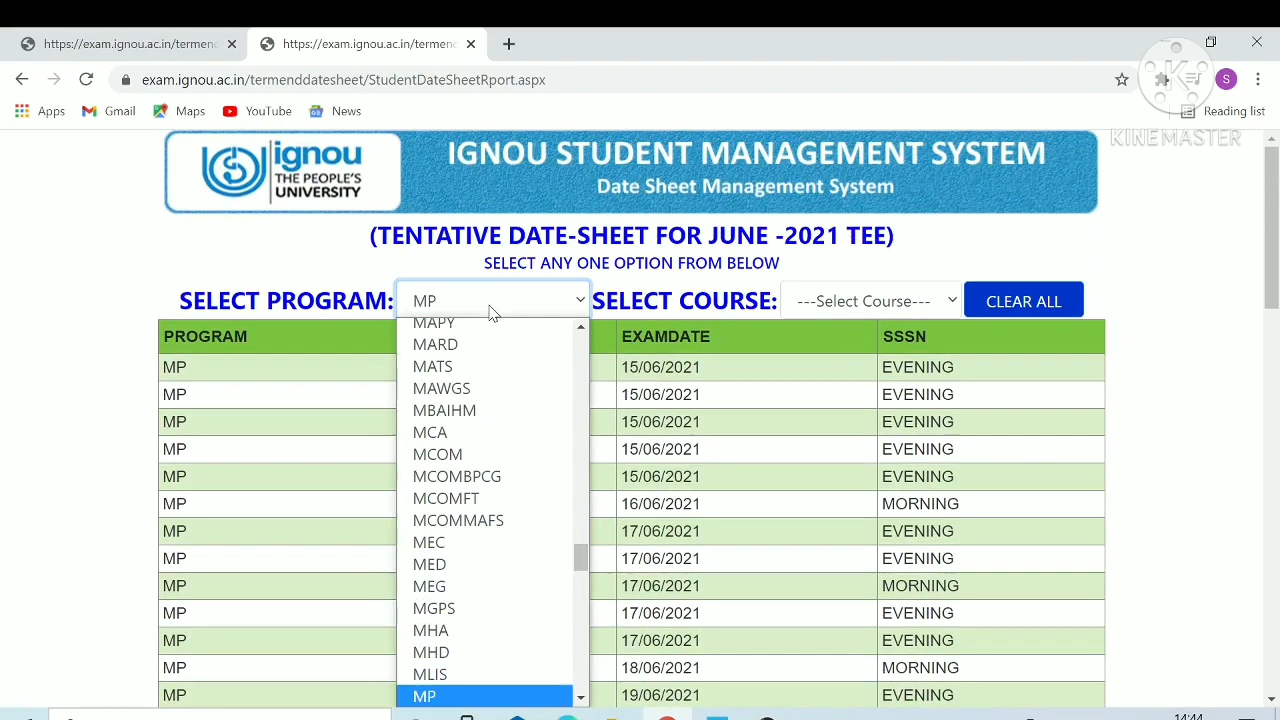 https://exam.ignou.ac.in/termend https://exam.ignou.ac.in/termend
exam.ignou.ac.in/termenddatesheet/StudentDateSheetRport.aspx S
Apps Gmail Maps YouTube News Reading list
KINEMASTER
ignou
THE PEOPLE'S
UNIVERSITY
IGNOU STUDENT MANAGEMENT SYSTEM
Date Sheet Management System
(TENTATIVE DATE-SHEET FOR JUNE -2021 TEE)
SELECT ANY ONE OPTION FROM BELOW
SELECT PROGRAM: MP SELECT COURSE: ---Select Course--- CLEAR ALL
PROGRAM EXAMDATE SSSN
MP 15/06/2021 EVENING
MP 15/06/2021 EVENING
MP 15/06/2021 EVENING
MP 15/06/2021 EVENING
MP 15/06/2021 EVENING
MP 16/06/2021 MORNING
MP 17/06/2021 EVENING
MP 17/06/2021 EVENING
MP 17/06/2021 MORNING
MP 17/06/2021 EVENING
MP 17/06/2021 EVENING
MP 18/06/2021 MORNING
MP 19/06/2021 EVENING
MAPY
MARD
MATS
MAWGS
MBAIHM
MCA
MCOM
MCOMBPCG
MCOMFT
MCOMMAFS
MEC
MED
MEG
MGPS
MHA
MHD
MLIS
MP
14:44